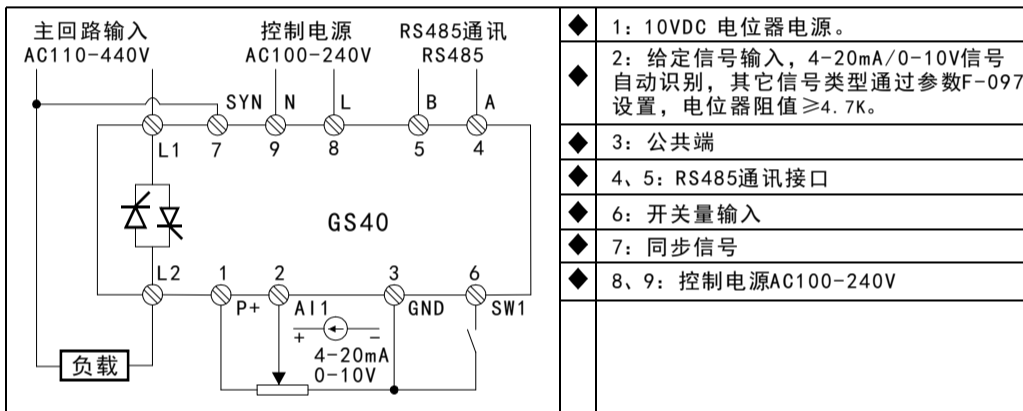 主回路输入
AC110-440V
控制电源
AC100-240V
RS485通讯
RS485
SYN
N
L
B
A
L1
7
9
8
5
4
GS40
L2
1
2
3
6
P+
AI1
GND
SW1
+
-
4-20mA
0-10V
负载
1: 10VDC 电位器电源。
2: 给定信号输入, 4-20mA/0-10V信号
自动识别, 其它信号类型通过参数F-097
设置, 电位器阻值≥4.7K。
3: 公共端
4、5: RS485通讯接口
6: 开关量输入
7: 同步信号
8、9: 控制电源AC100-240V